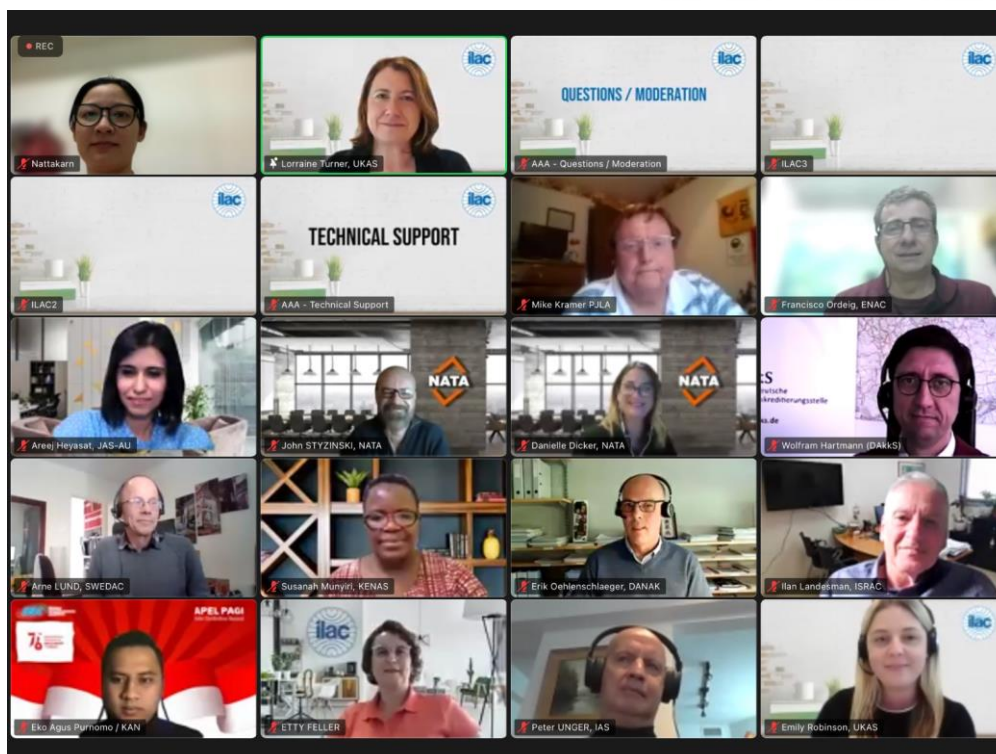 REC
Nattakarn
ilac
Lorraine Turner, UKAS
ilac
QUESTIONS / MODERATION
AAA - Questions / Moderation
ilac
ILAC3
ilac
ILAC2
ilac
TECHNICAL SUPPORT
AAA - Technical Support
Mike Kramer PJLA
Francisco Ordeig, ENAC
Areej Heyasat, JAS-AU
NATA
John STYZINSKI, NATA
NATA
Danielle Dicker, NATA
Wolfram Hartmann (DAkkS)
Arne LUND, SWEDAC
Susanah Munyiri, KENAS
Erik Oehlenschlaeger, DANAK
Ilan Landesman, ISRAC
APEL PAGI
76
Eko Agus Purnomo / KAN
ilac
ETTY FELLER
Peter UNGER, IAS
ilac
Emily Robinson, UKAS